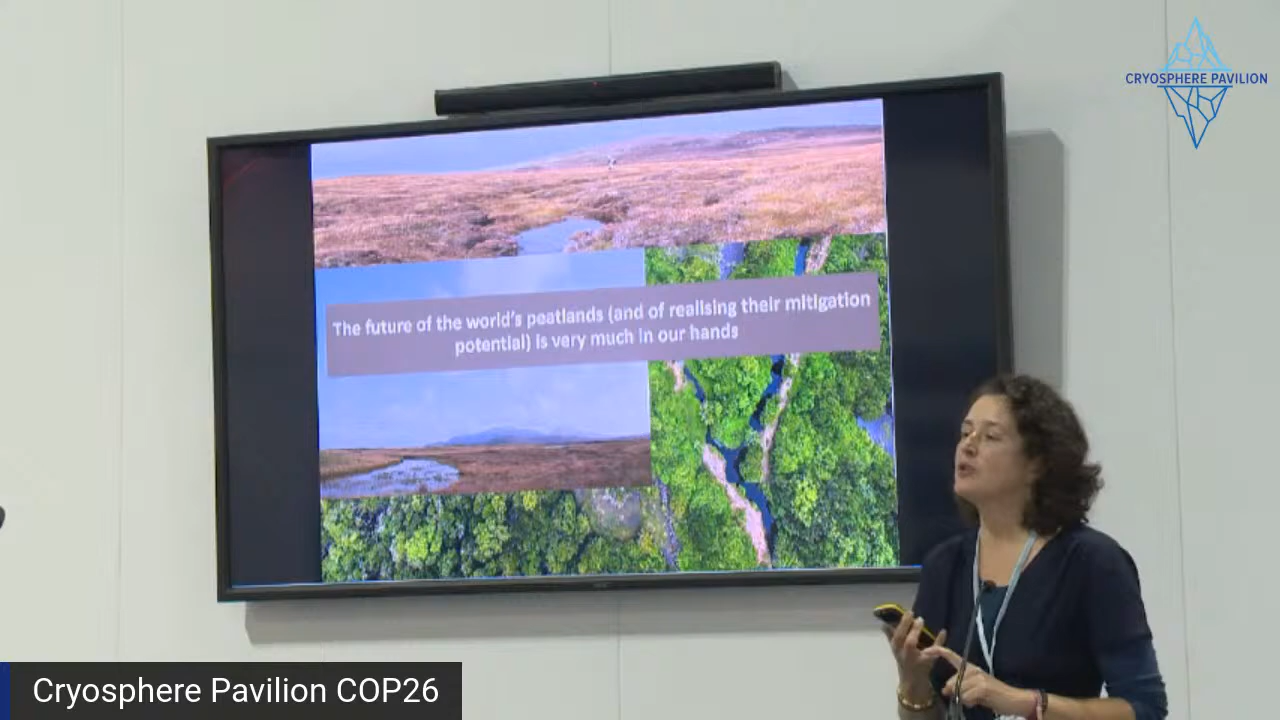 CRYOSPHERE PAVILION
The future of the world's peatlands (and of realising their mitigation
potential) is very much in our hands
Cryosphere Pavilion COP26